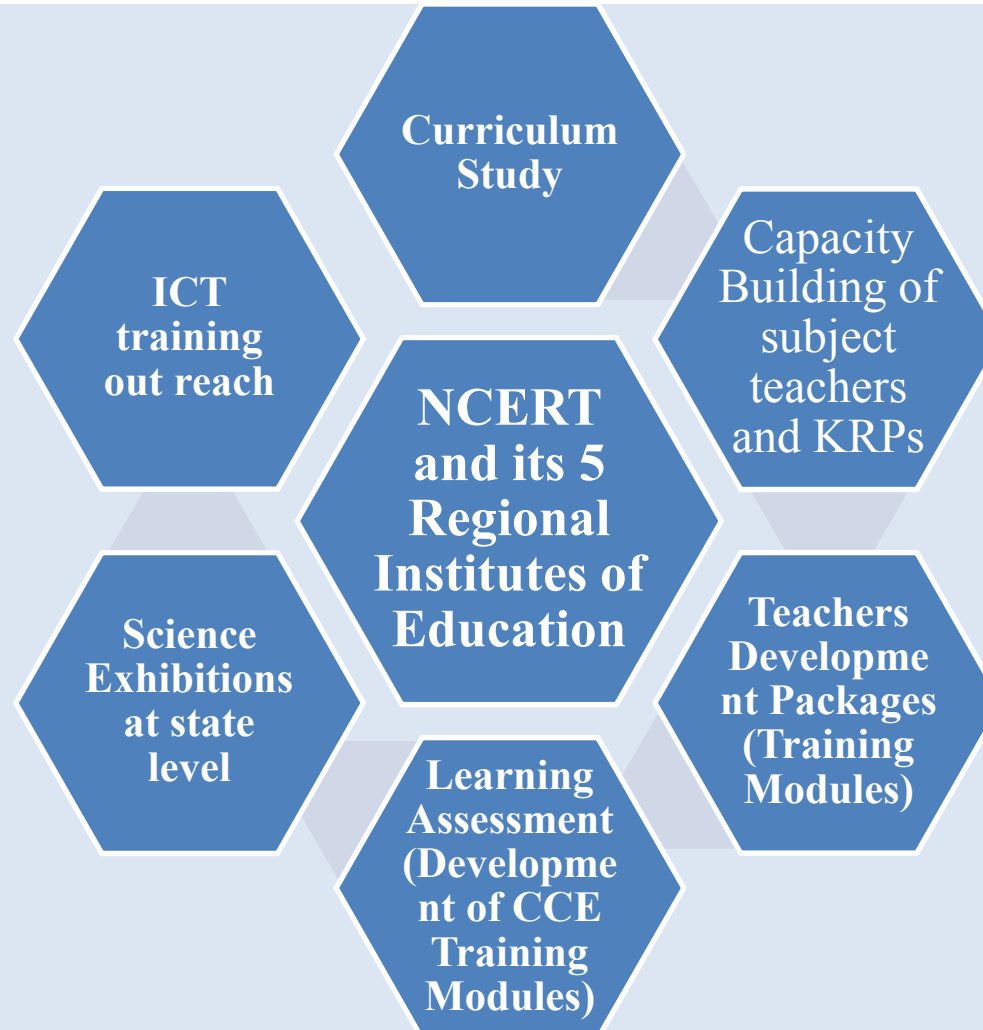 Curriculum
Study
Capacity
Building of
subject
teachers
and KRPs
ICT
training
out reach
NCERT
and its 5
Regional
Institutes of
Education
Teachers
Developme
nt Packages
(Training
Modules)
Science
Exhibitions
at state
level
Learning
Assessment
(Developme
nt of CCE
Training
Modules)